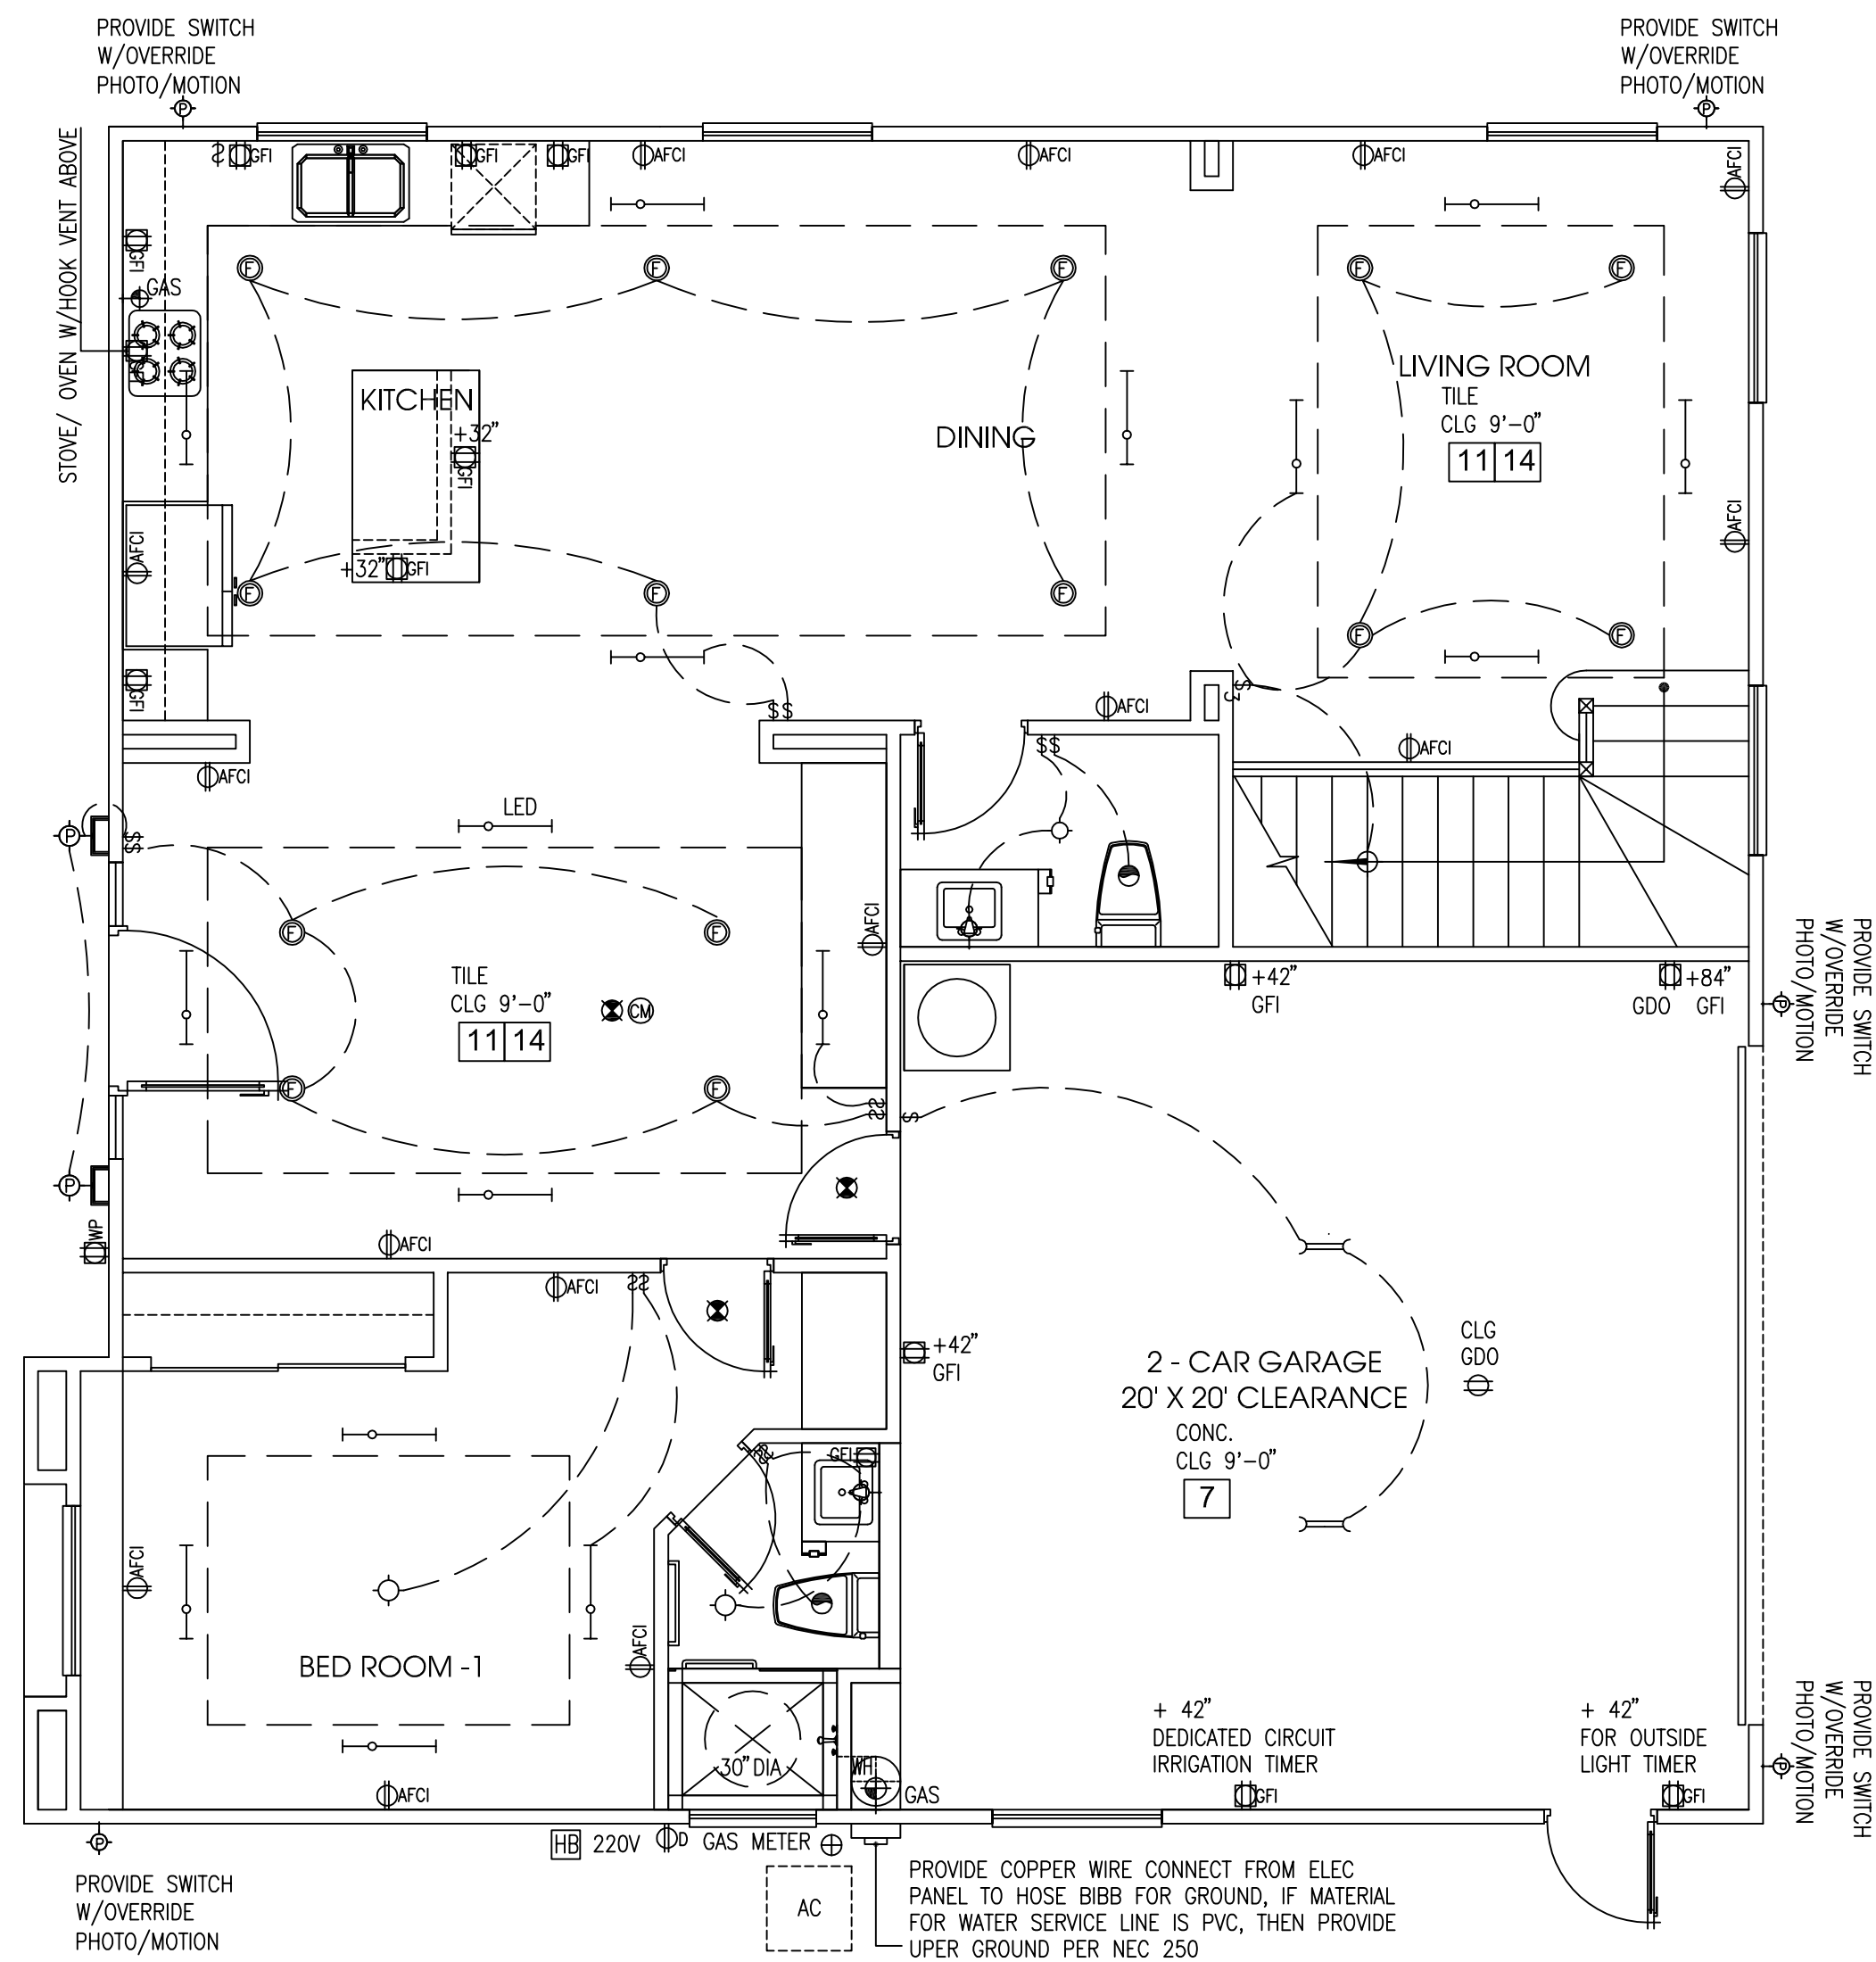 PROVIDE SWITCH
W/OVERRIDE
PHOTO/MOTION
P
PROVIDE SWITCH
W/OVERRIDE
PHOTO/MOTION
P
STOVE/ OVEN W/HOOK VENT ABOVE
$
GFI
GFI
GFI
AFCI
AFCI
AFCI
AFCI
GFI
GAS
F
F
F
F
F
GFI
KITCHEN
+32"
GFI
DINING
LIVING ROOM
TILE
CLG 9'-0"
11 14
AFCI
AFCI
+32"
GFI
F
F
F
F
F
GFI
$$
AFCI
$3
$$
AFCI
AFCI
LED
P
$$
F
F
AFCI
TILE
CLG 9'-0"
11 14
CM
+42"
GFI
+84"
GDO GFI
P
PROVIDE SWITCH
W/OVERRIDE
PHOTO/MOTION
F
F
$$
$
P
WP
AFCI
AFCI
$$
+42"
GFI
2 - CAR GARAGE
20' X 20' CLEARANCE
CONC.
CLG 9'-0"
7
CLG
GDO
$$
GFI
AFCI
BED ROOM -1
AFCI
30" DIA
WH
GAS
AFCI
+ 42"
DEDICATED CIRCUIT
IRRIGATION TIMER
GFI
+ 42"
FOR OUTSIDE
LIGHT TIMER
GFI
P
PROVIDE SWITCH
W/OVERRIDE
PHOTO/MOTION
P
PROVIDE SWITCH
W/OVERRIDE
PHOTO/MOTION
HB 220V D GAS METER
AC
PROVIDE COPPER WIRE CONNECT FROM ELEC
PANEL TO HOSE BIBB FOR GROUND, IF MATERIAL
FOR WATER SERVICE LINE IS PVC, THEN PROVIDE
UPER GROUND PER NEC 250